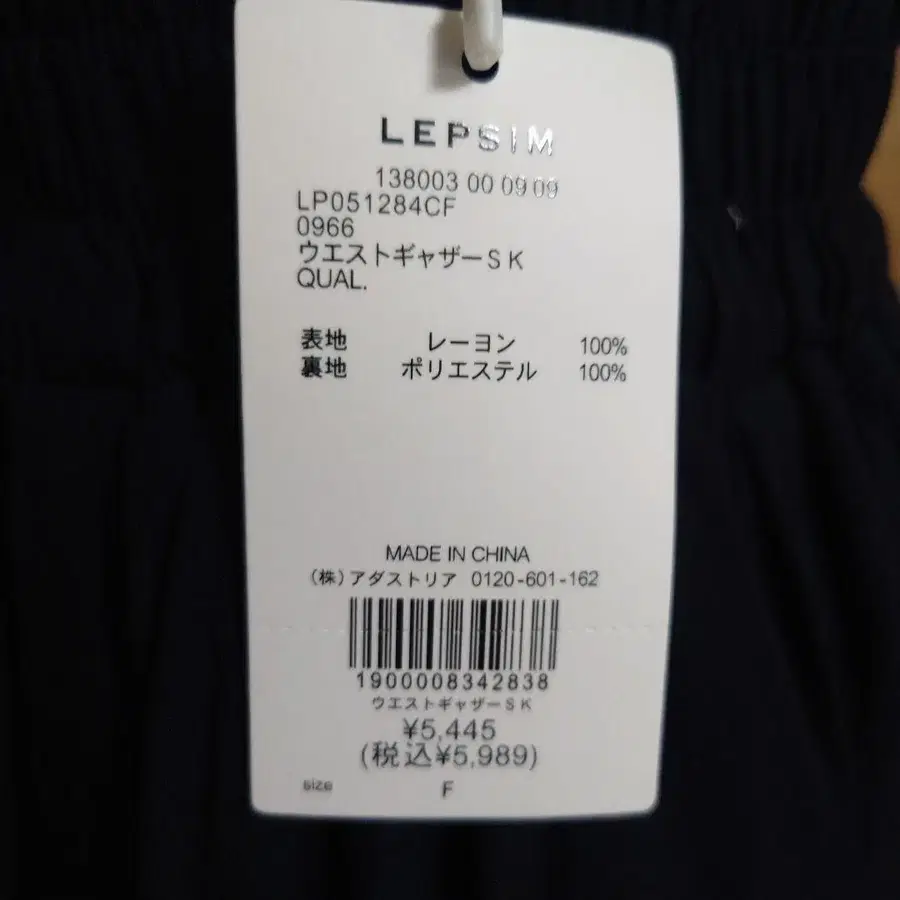 LEPSIM
138003 00 09 09
LP051284CF
0966
ウエストギャザーSK
QUAL.
表地 レーヨン 100%
裏地 ポリエステル 100%
MADE IN CHINA
(株)アダストリア 0120-601-162
1900008342838
ウエストギャザーSK
¥5,445
(税込¥5,989)
size F